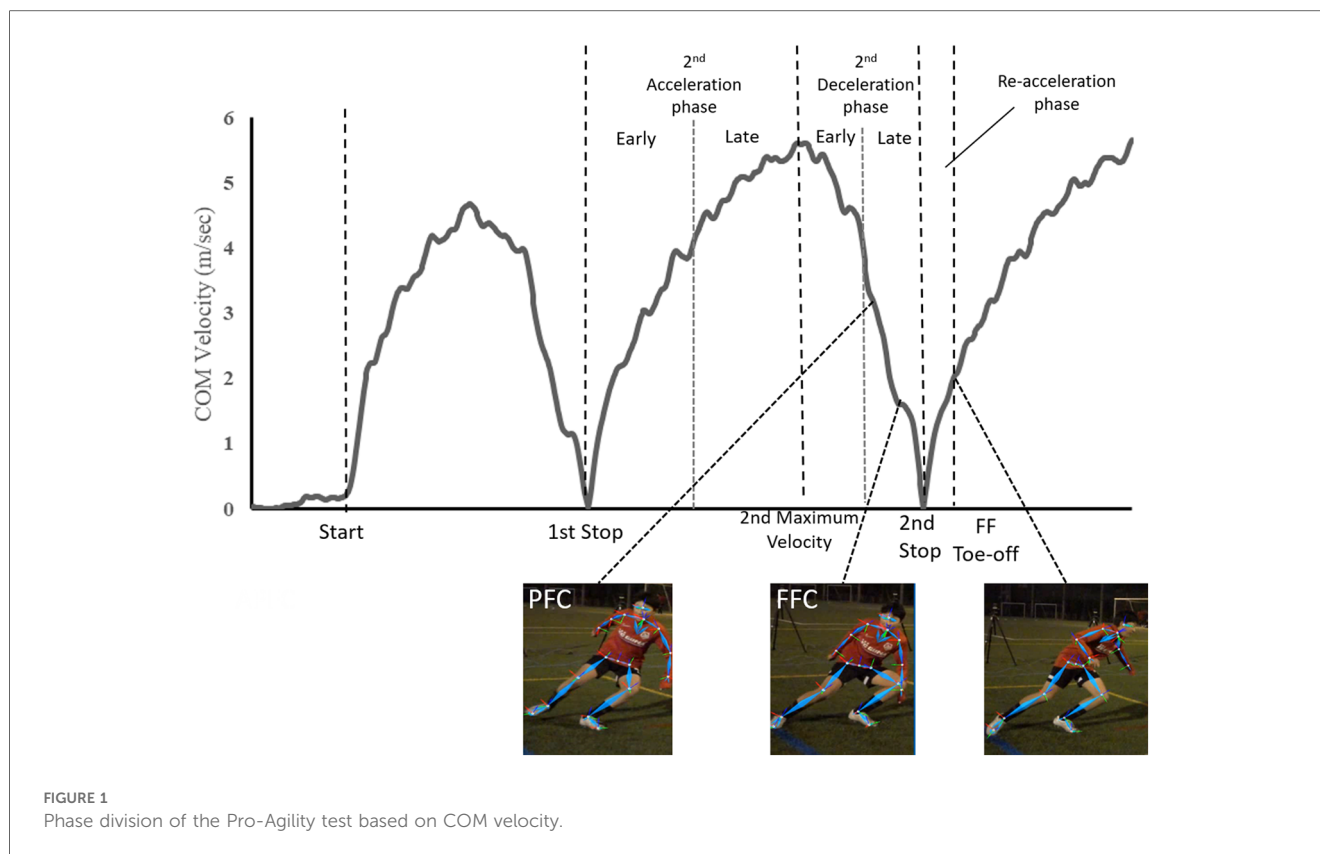 2nd
Acceleration
phase
2nd
Deceleration
phase
Re-acceleration
phase
Early
Late
Early
Late
COM Velocity (m/sec)
6
5
4
3
2
1
0
Start
1st Stop
2nd Maximum
Velocity
2nd
Stop
FF
Toe-off
PFC
FFC
FIGURE 1
Phase division of the Pro-Agility test based on COM velocity.